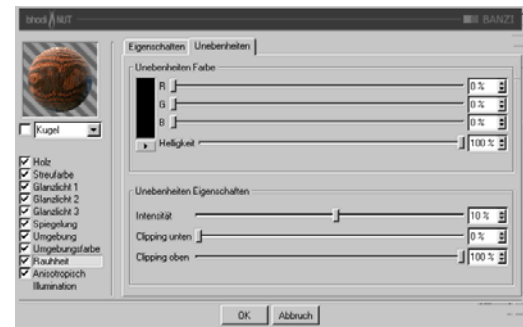 bhodi NUT
BANZI
Eigenschaften Unebenheiten
Unebenheiten Farbe
R 0 %
G 0 %
B 0 %
Helligkeit 100 %
Kugel
Holz
Streufarbe
Glanzlicht 1
Glanzlicht 2
Glanzlicht 3
Spiegelung
Umgebung
Umgebungsfarbe
Rauhheit
Anisotropisch
Illumination
Unebenheiten Eigenschaften
Intensität 10 %
Clipping unten 0 %
Clipping oben 100 %
OK Abbruch